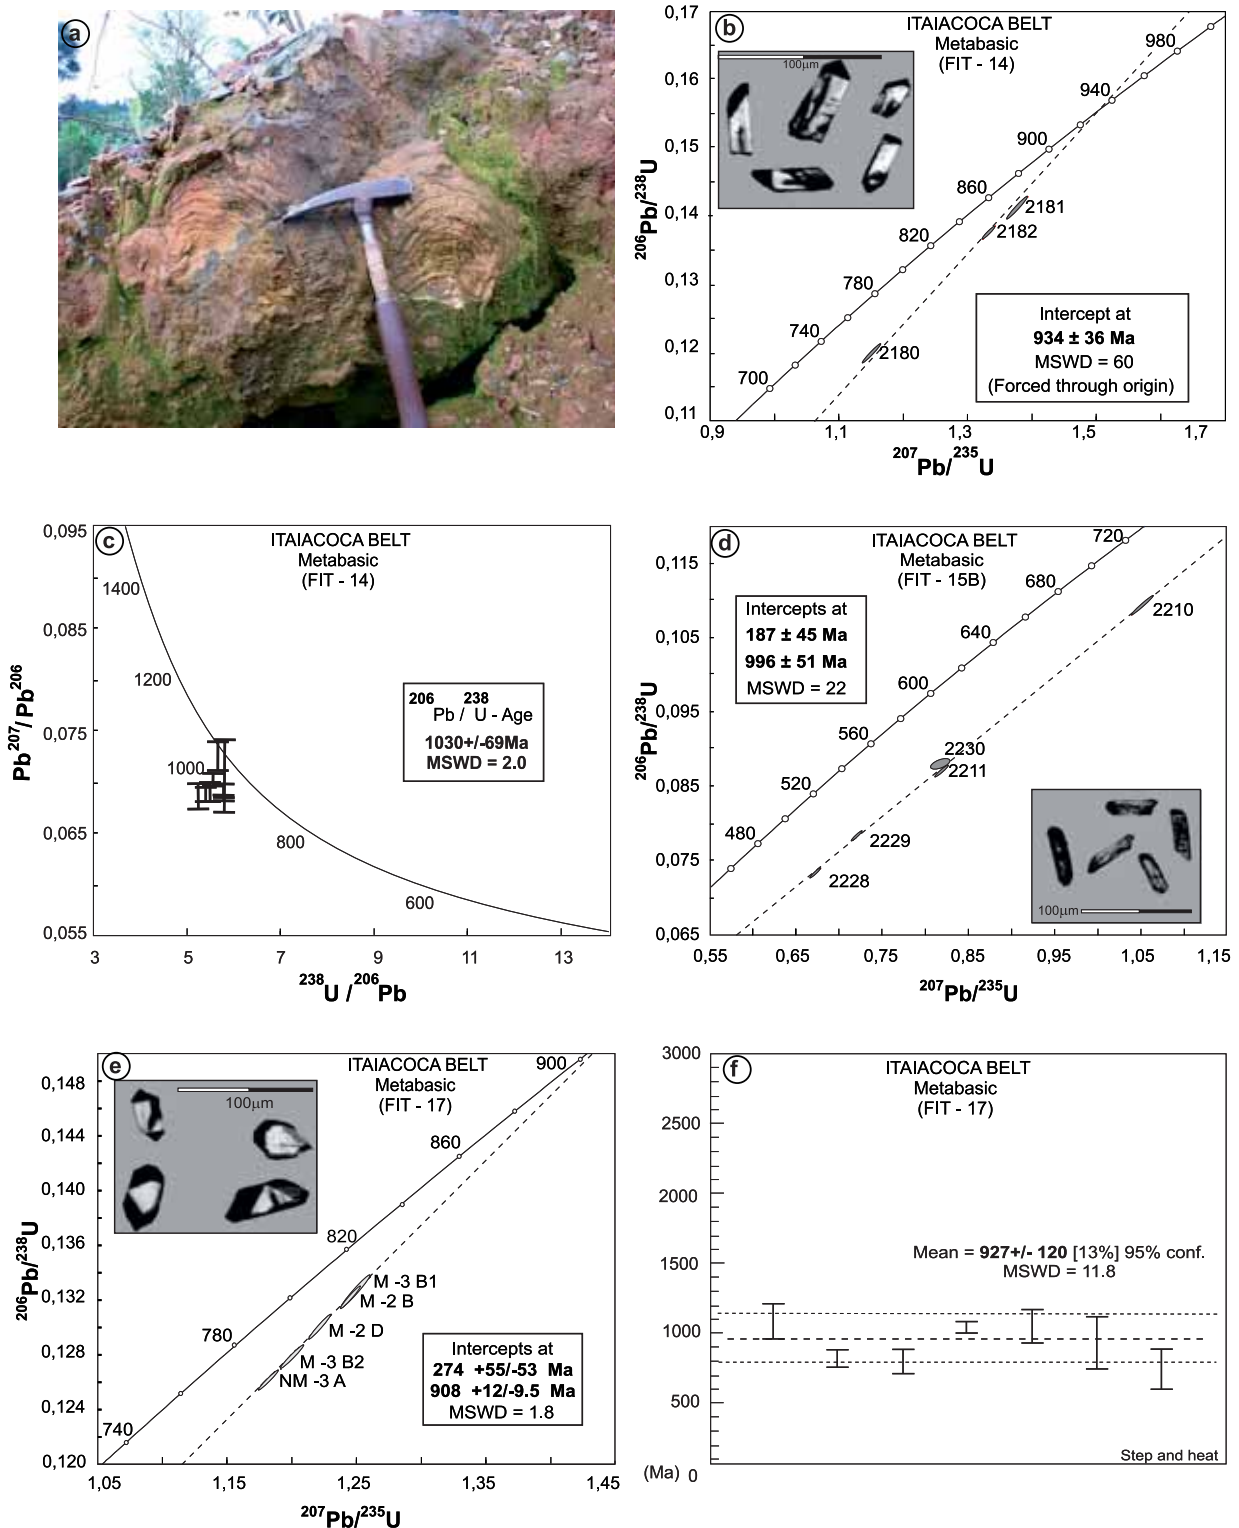 a
b
ITAIACOCA BELT
Metabasic
(FIT - 14)
100µm
0,17
0,16
0,15
0,14
0,13
0,12
0,11
206Pb/238U
700
740
780
820
860
900
940
980
2181
2182
2180
Intercept at
934 ± 36 Ma
MSWD = 60
(Forced through origin)
0,9 1,1 1,3 1,5 1,7
207Pb/235U
c
ITAIACOCA BELT
Metabasic
(FIT - 14)
0,095
0,085
0,075
0,065
0,055
Pb207/Pb206
1400
1200
1000
800
600
206 238
Pb / U - Age
1030+/-69Ma
MSWD = 2.0
3 5 7 9 11 13
238U /206Pb
d
ITAIACOCA BELT
Metabasic
(FIT - 15B)
0,115
0,105
0,095
0,085
0,075
0,065
206Pb/238U
720
680
640
600
560
520
480
Intercepts at
187 ± 45 Ma
996 ± 51 Ma
MSWD = 22
2210
2230
2211
2229
2228
100µm
0,55 0,65 0,75 0,85 0,95 1,05 1,15
207Pb/235U
e
ITAIACOCA BELT
Metabasic
(FIT - 17)
100µm
0,148
0,144
0,140
0,136
0,132
0,128
0,124
0,120
206Pb/238U
900
860
820
780
740
M -3 B1
M -2 B
M -2 D
M -3 B2
NM -3 A
Intercepts at
274 +55/-53 Ma
908 +12/-9.5 Ma
MSWD = 1.8
1,05 1,15 1,25 1,35 1,45
207Pb/235U
f
ITAIACOCA BELT
Metabasic
(FIT - 17)
3000
2500
2000
1500
1000
500
(Ma) 0
Mean = 927+/- 120 [13%] 95% conf.
MSWD = 11.8
Step and heat